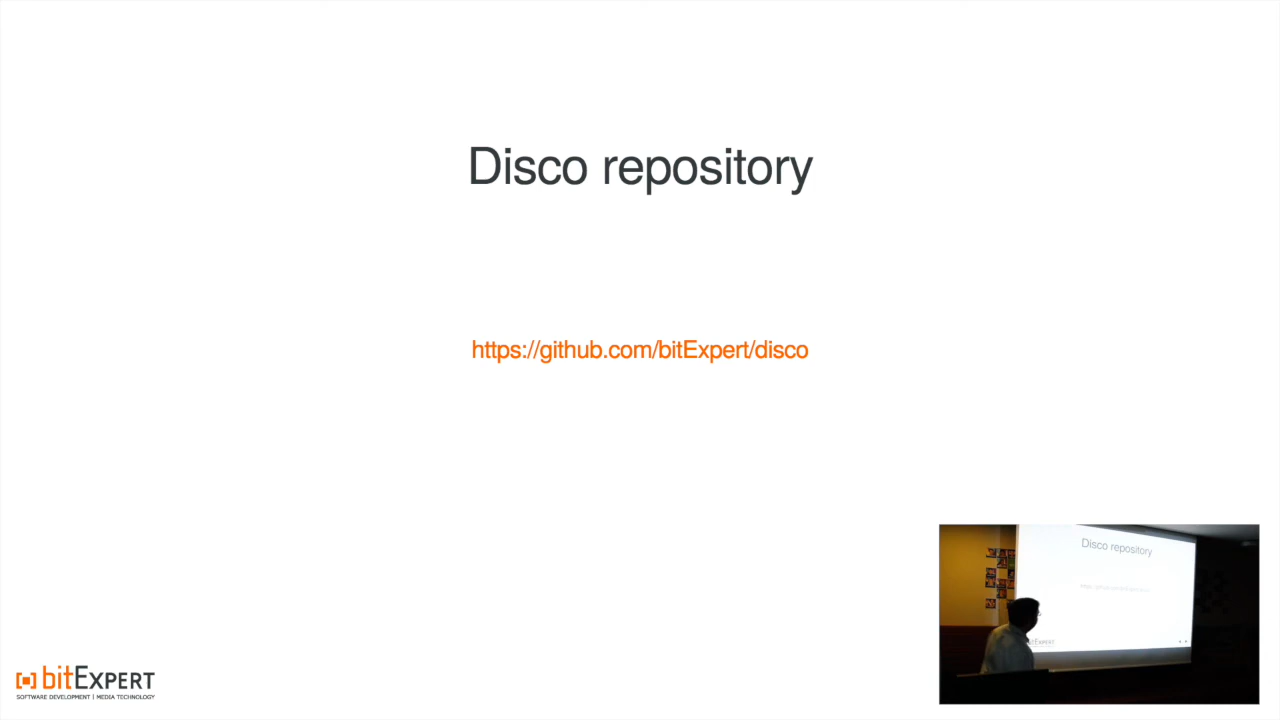 Disco repository
https://github.com/bitExpert/disco
bitExpert
SOFTWARE DEVELOPMENT | MEDIA TECHNOLOGY
Disco repository